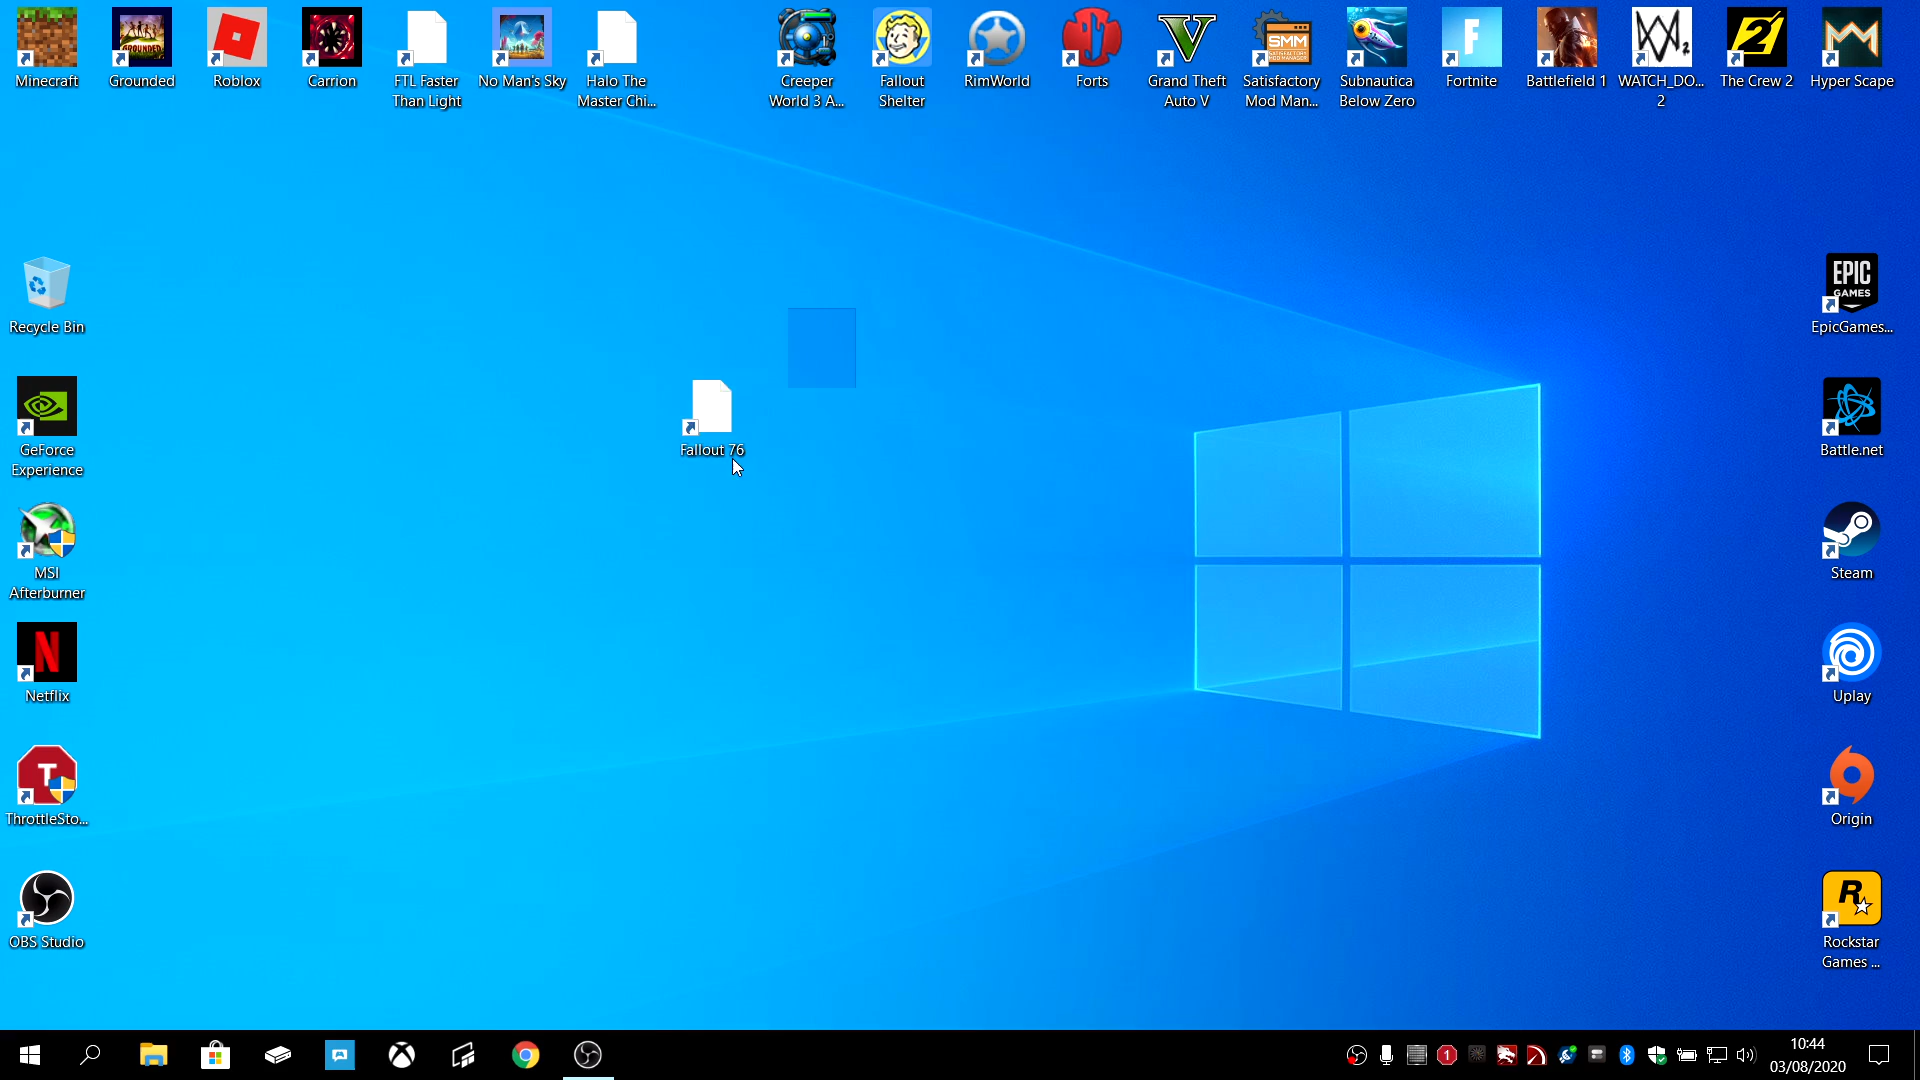 Minecraft
Grounded
Roblox
Carrion
FTL Faster
Than Light
No Man's Sky
Halo The
Master Chi...
Creeper
World 3 A...
Fallout
Shelter
RimWorld
Forts
Grand Theft
Auto V
SMM
Satisfactory
Mod Man...
Subnautica
Below Zero
F
Fortnite
Battlefield 1
WATCH_DO...
2
The Crew 2
Hyper Scape
Recycle Bin
GeForce
Experience
MSI
Afterburner
N
Netflix
T
ThrottleSto...
OBS Studio
Fallout 76
EPIC
GAMES
EpicGames...
Battle.net
Steam
Uplay
Origin
R
Rockstar
Games ...
1
10:44
03/08/2020